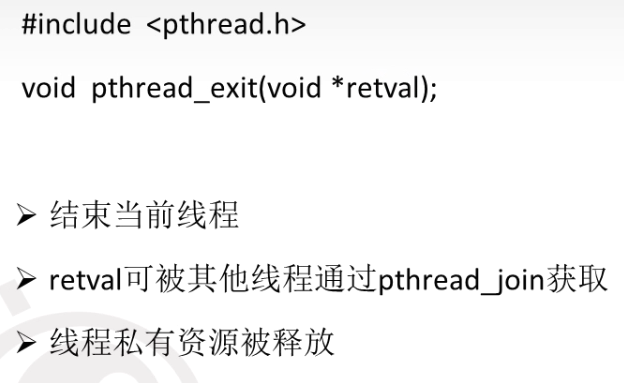 #include <pthread.h>
void pthread_exit(void *retval);
➢ 结束当前线程
➢ retval可被其他线程通过pthread_join获取
➢ 线程私有资源被释放